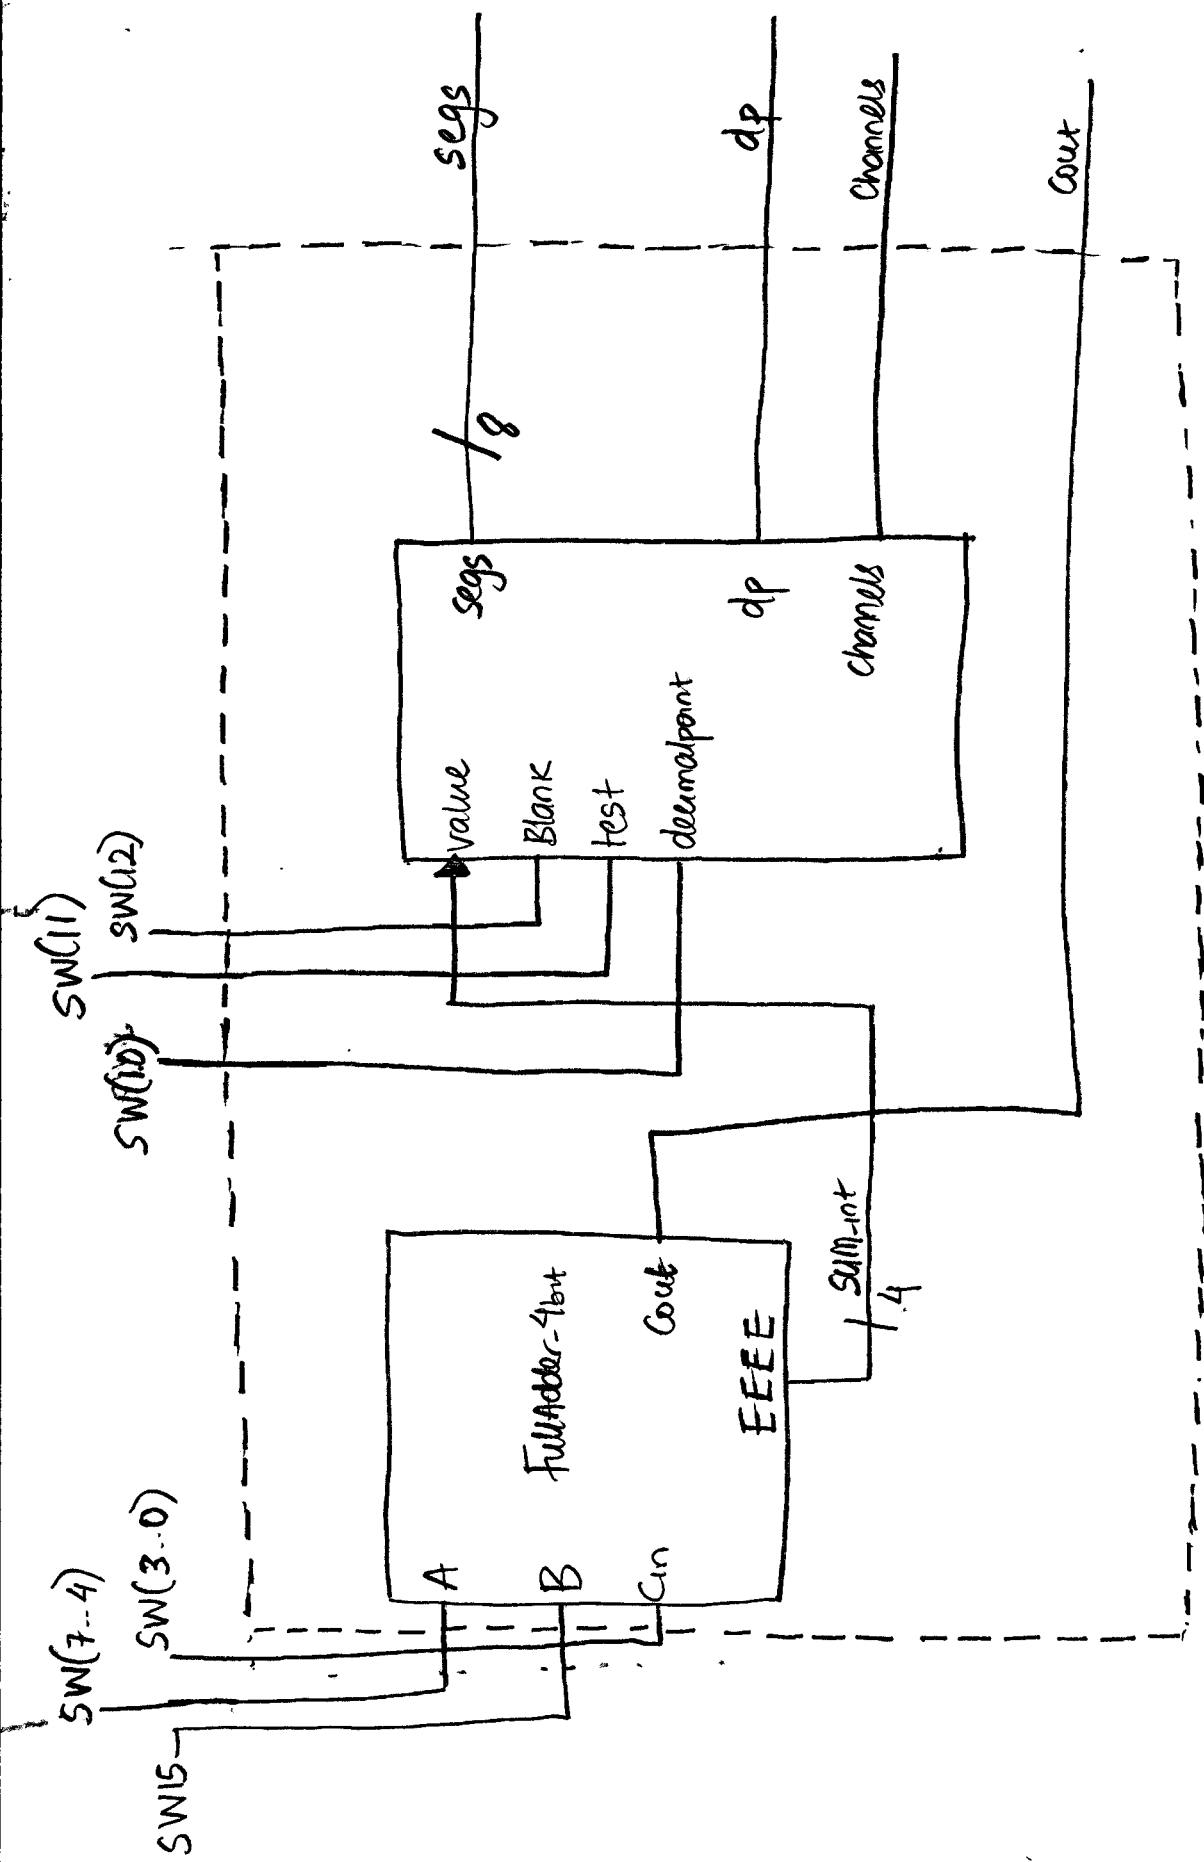 SW(7..4)
SW(3..0)
SW15
SW(10)
SW(11)
SW(12)
A
B
Cin
FullAdder-4bit
Cout
EEEE
sum_int
4
value
Blank
test
decimalpoint
segs
dp
channels
8
segs
dp
channels
Cout